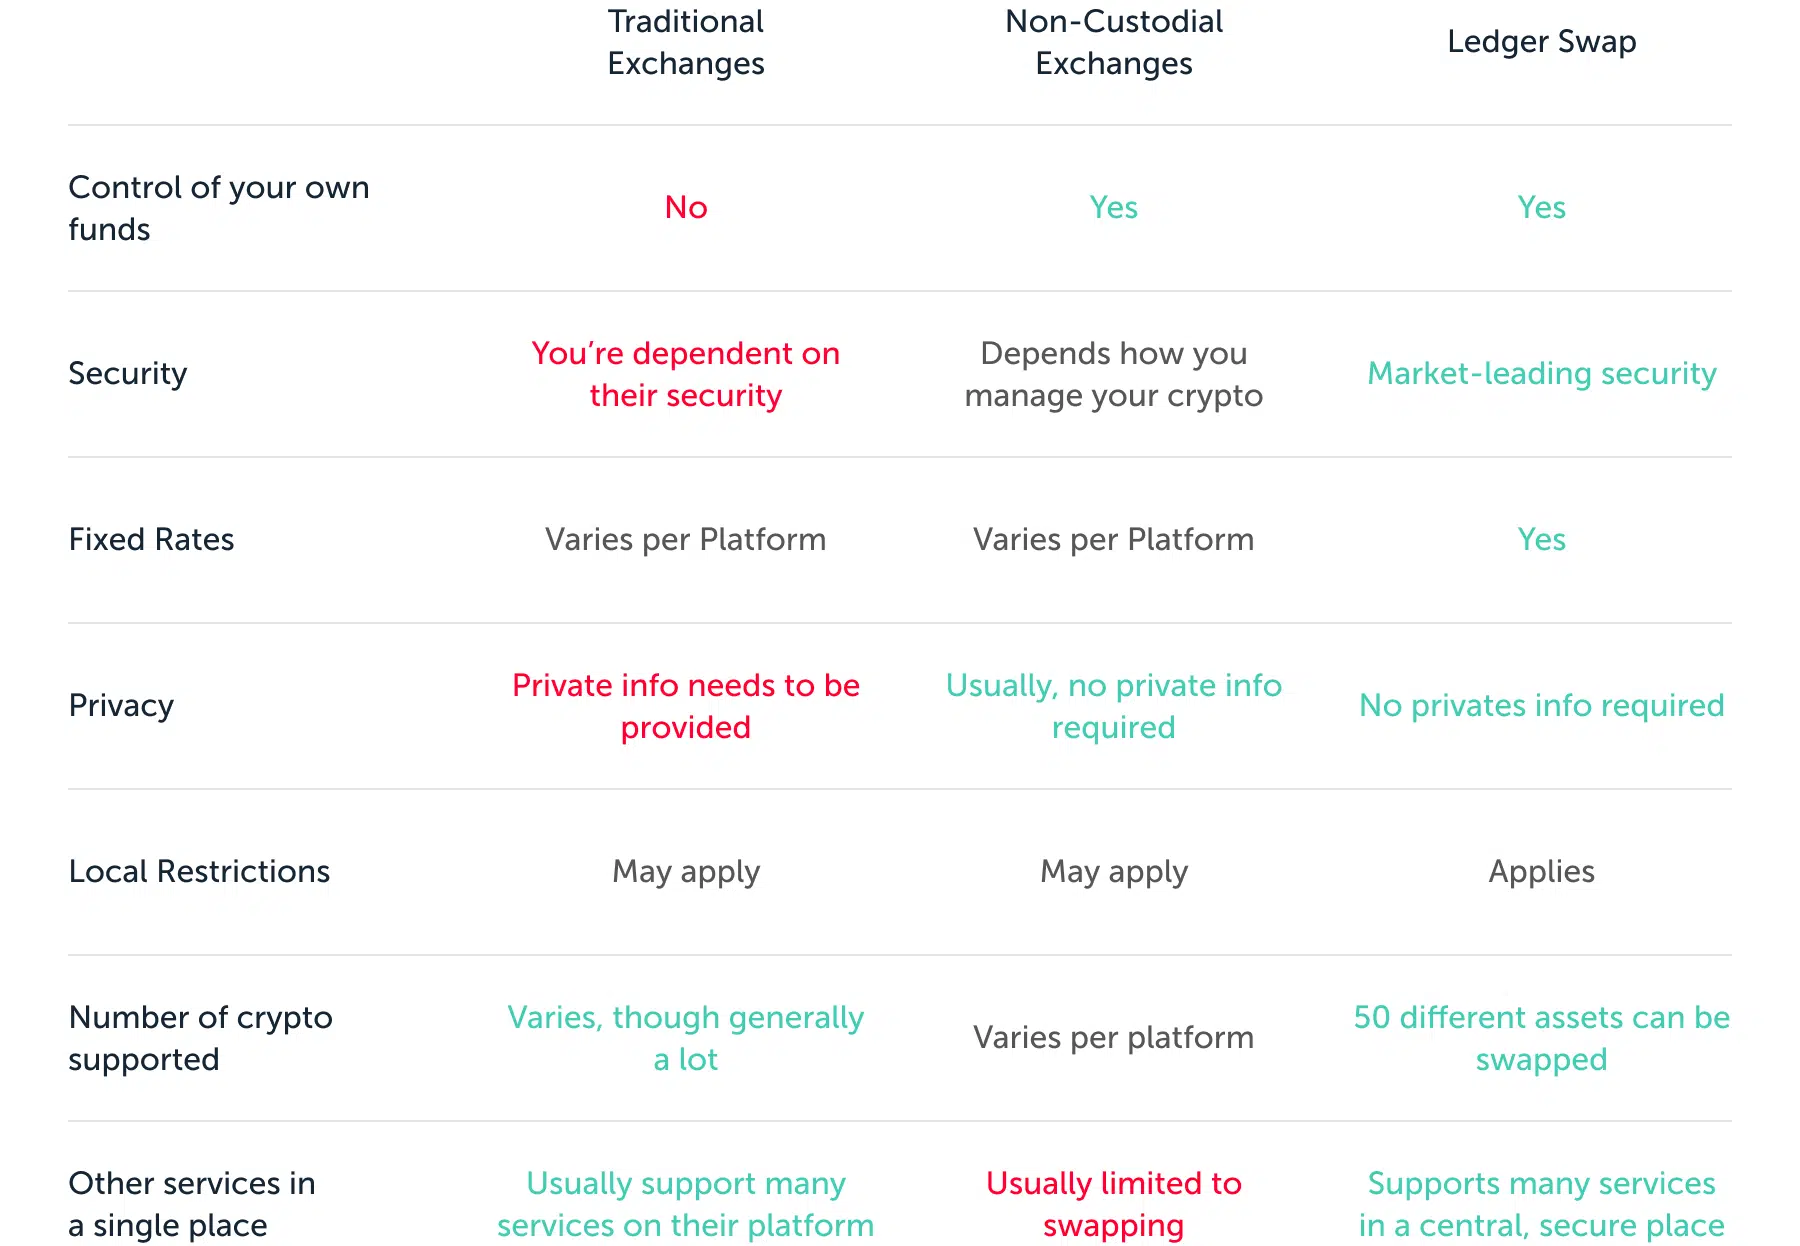 Traditional
Exchanges
Non-Custodial
Exchanges
Ledger Swap
Control of your own
funds
No
Yes
Yes
Security
You’re dependent on
their security
Depends how you
manage your crypto
Market-leading security
Fixed Rates
Varies per Platform
Varies per Platform
Yes
Privacy
Private info needs to be
provided
Usually, no private info
required
No privates info required
Local Restrictions
May apply
May apply
Applies
Number of crypto
supported
Varies, though generally
a lot
Varies per platform
50 different assets can be
swapped
Other services in
a single place
Usually support many
services on their platform
Usually limited to
swapping
Supports many services
in a central, secure place